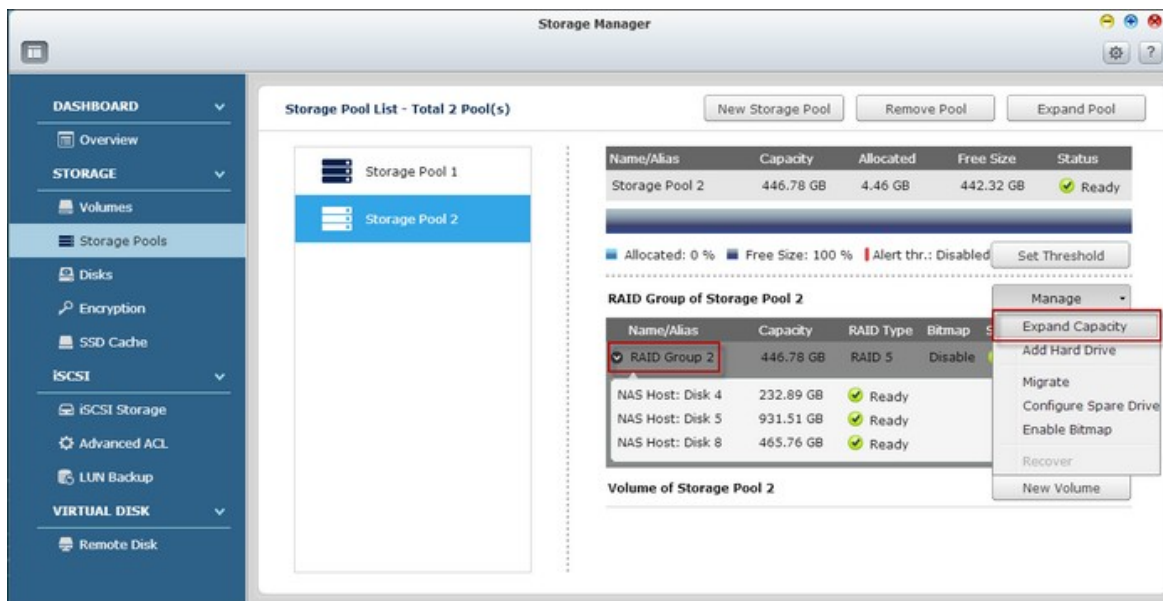 Storage Manager
?
DASHBOARD
Overview
STORAGE
Volumes
Storage Pools
Disks
Encryption
SSD Cache
iSCSI
iSCSI Storage
Advanced ACL
LUN Backup
VIRTUAL DISK
Remote Disk
Storage Pool List - Total 2 Pool(s)
New Storage Pool Remove Pool Expand Pool
Storage Pool 1
Storage Pool 2
Name/Alias Capacity Allocated Free Size Status
Storage Pool 2 446.78 GB 4.46 GB 442.32 GB Ready
Allocated: 0 % Free Size: 100 % Alert thr.: Disabled Set Threshold
RAID Group of Storage Pool 2 Manage
Name/Alias Capacity RAID Type Bitmap S
RAID Group 2 446.78 GB RAID 5 Disable
NAS Host: Disk 4 232.89 GB Ready
NAS Host: Disk 5 931.51 GB Ready
NAS Host: Disk 8 465.76 GB Ready
Expand Capacity
Add Hard Drive
Migrate
Configure Spare Drive
Enable Bitmap
Recover
Volume of Storage Pool 2 New Volume